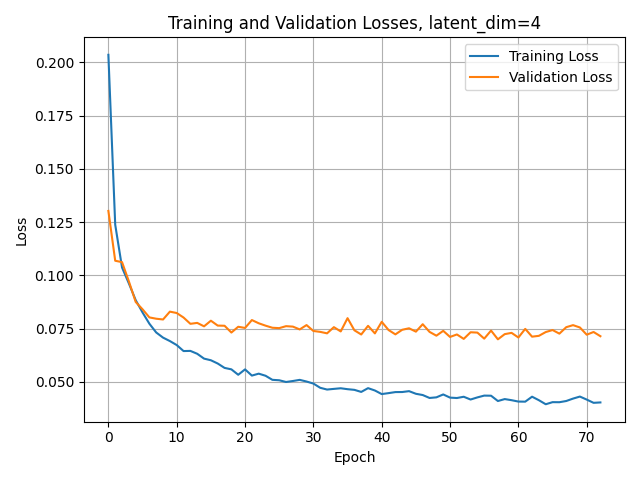 Training and Validation Losses, latent_dim=4
Training Loss
Validation Loss
0.200
0.175
0.150
0.125
0.100
0.075
0.050
Loss
0 10 20 30 40 50 60 70
Epoch